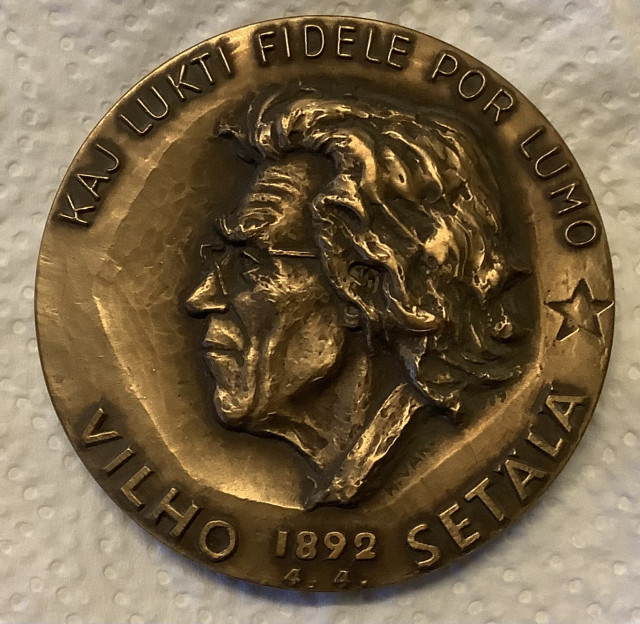 KAJ LUKTI FIDELE POR LUMO
VILHO 1892 SETÄLÄ
4. 4.